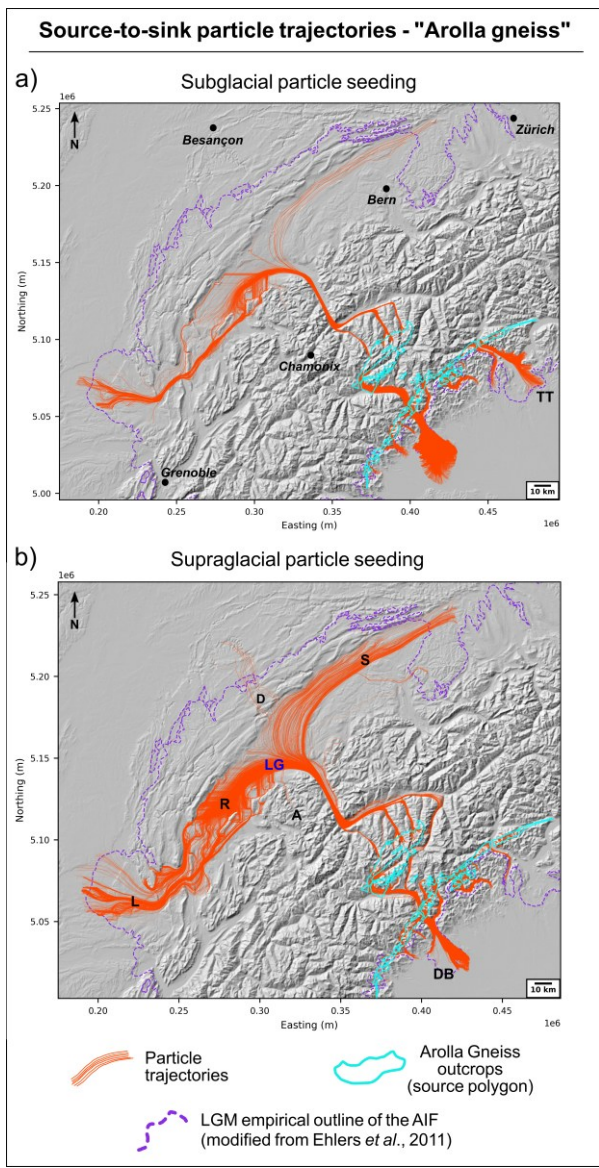 Source-to-sink particle trajectories - "Arolla gneiss"
a)
Subglacial particle seeding
1e6
5.25
5.20
5.15
5.10
5.05
5.00
Northing (m)
N
Besançon
Zürich
Bern
Chamonix
Grenoble
TT
10 km
0.20
0.25
0.30
0.35
0.40
0.45
Easting (m)
1e6
b)
Supraglacial particle seeding
1e6
5.25
5.20
5.15
5.10
5.05
Northing (m)
N
S
D
LG
R
A
L
DB
10 km
0.20
0.25
0.30
0.35
0.40
0.45
Easting (m)
1e6
Particle
trajectories
Arolla Gneiss
outcrops
(source polygon)
LGM empirical outline of the AIF
(modified from Ehlers et al., 2011)